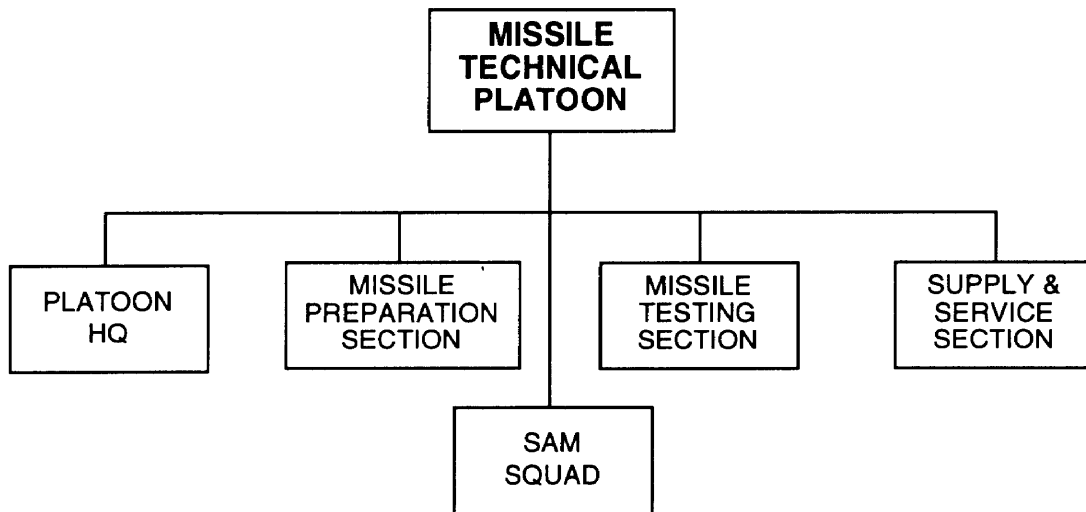 MISSILE
TECHNICAL
PLATOON
PLATOON
HQ
MISSILE
PREPARATION
SECTION
MISSILE
TESTING
SECTION
SUPPLY &
SERVICE
SECTION
SAM
SQUAD